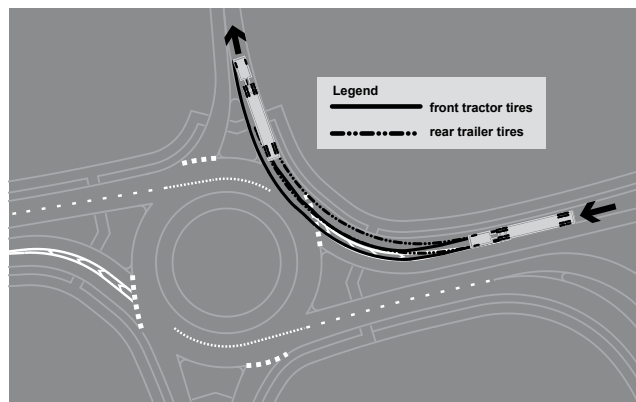 Legend
front tractor tires
rear trailer tires